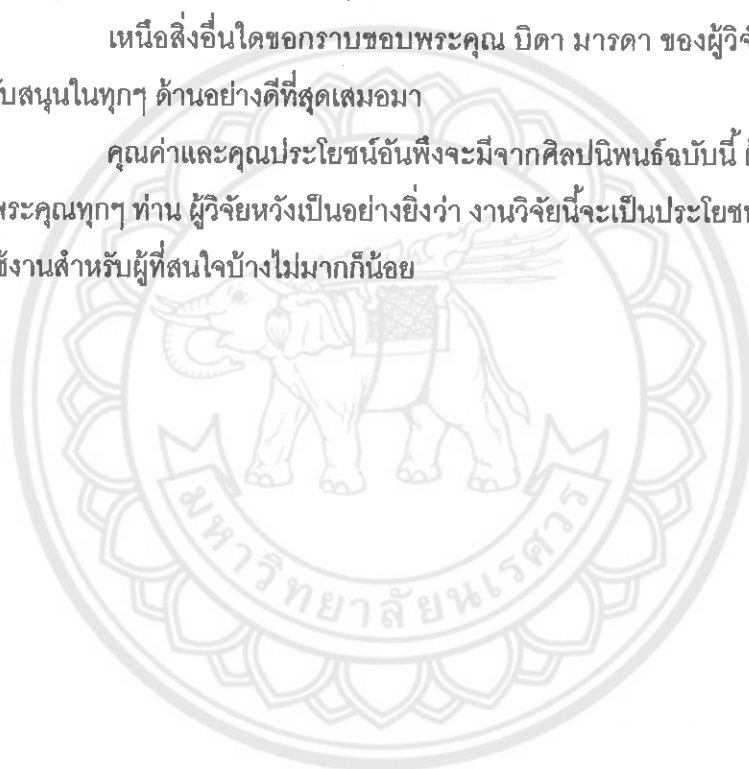 เหนือสิ่งอื่นใดขอกราบขอบพระคุณ บิดา มารดา ของผู้วิจั
ับสนุนในทุกๆ ด้านอย่างดีที่สุดเสมอมา
คุณค่าและคุณประโยชน์อันพึงจะมีจากศิลปนิพนธ์ฉบับนี้
พระคุณทุกๆ ท่าน ผู้วิจัยหวังเป็นอย่างยิ่งว่า งานวิจัยนี้จะเป็นประโยชน
ช้งานสำหรับผู้ที่สนใจบ้างไม่มากก็น้อย
มหาวิทยาลัยนเรศวร